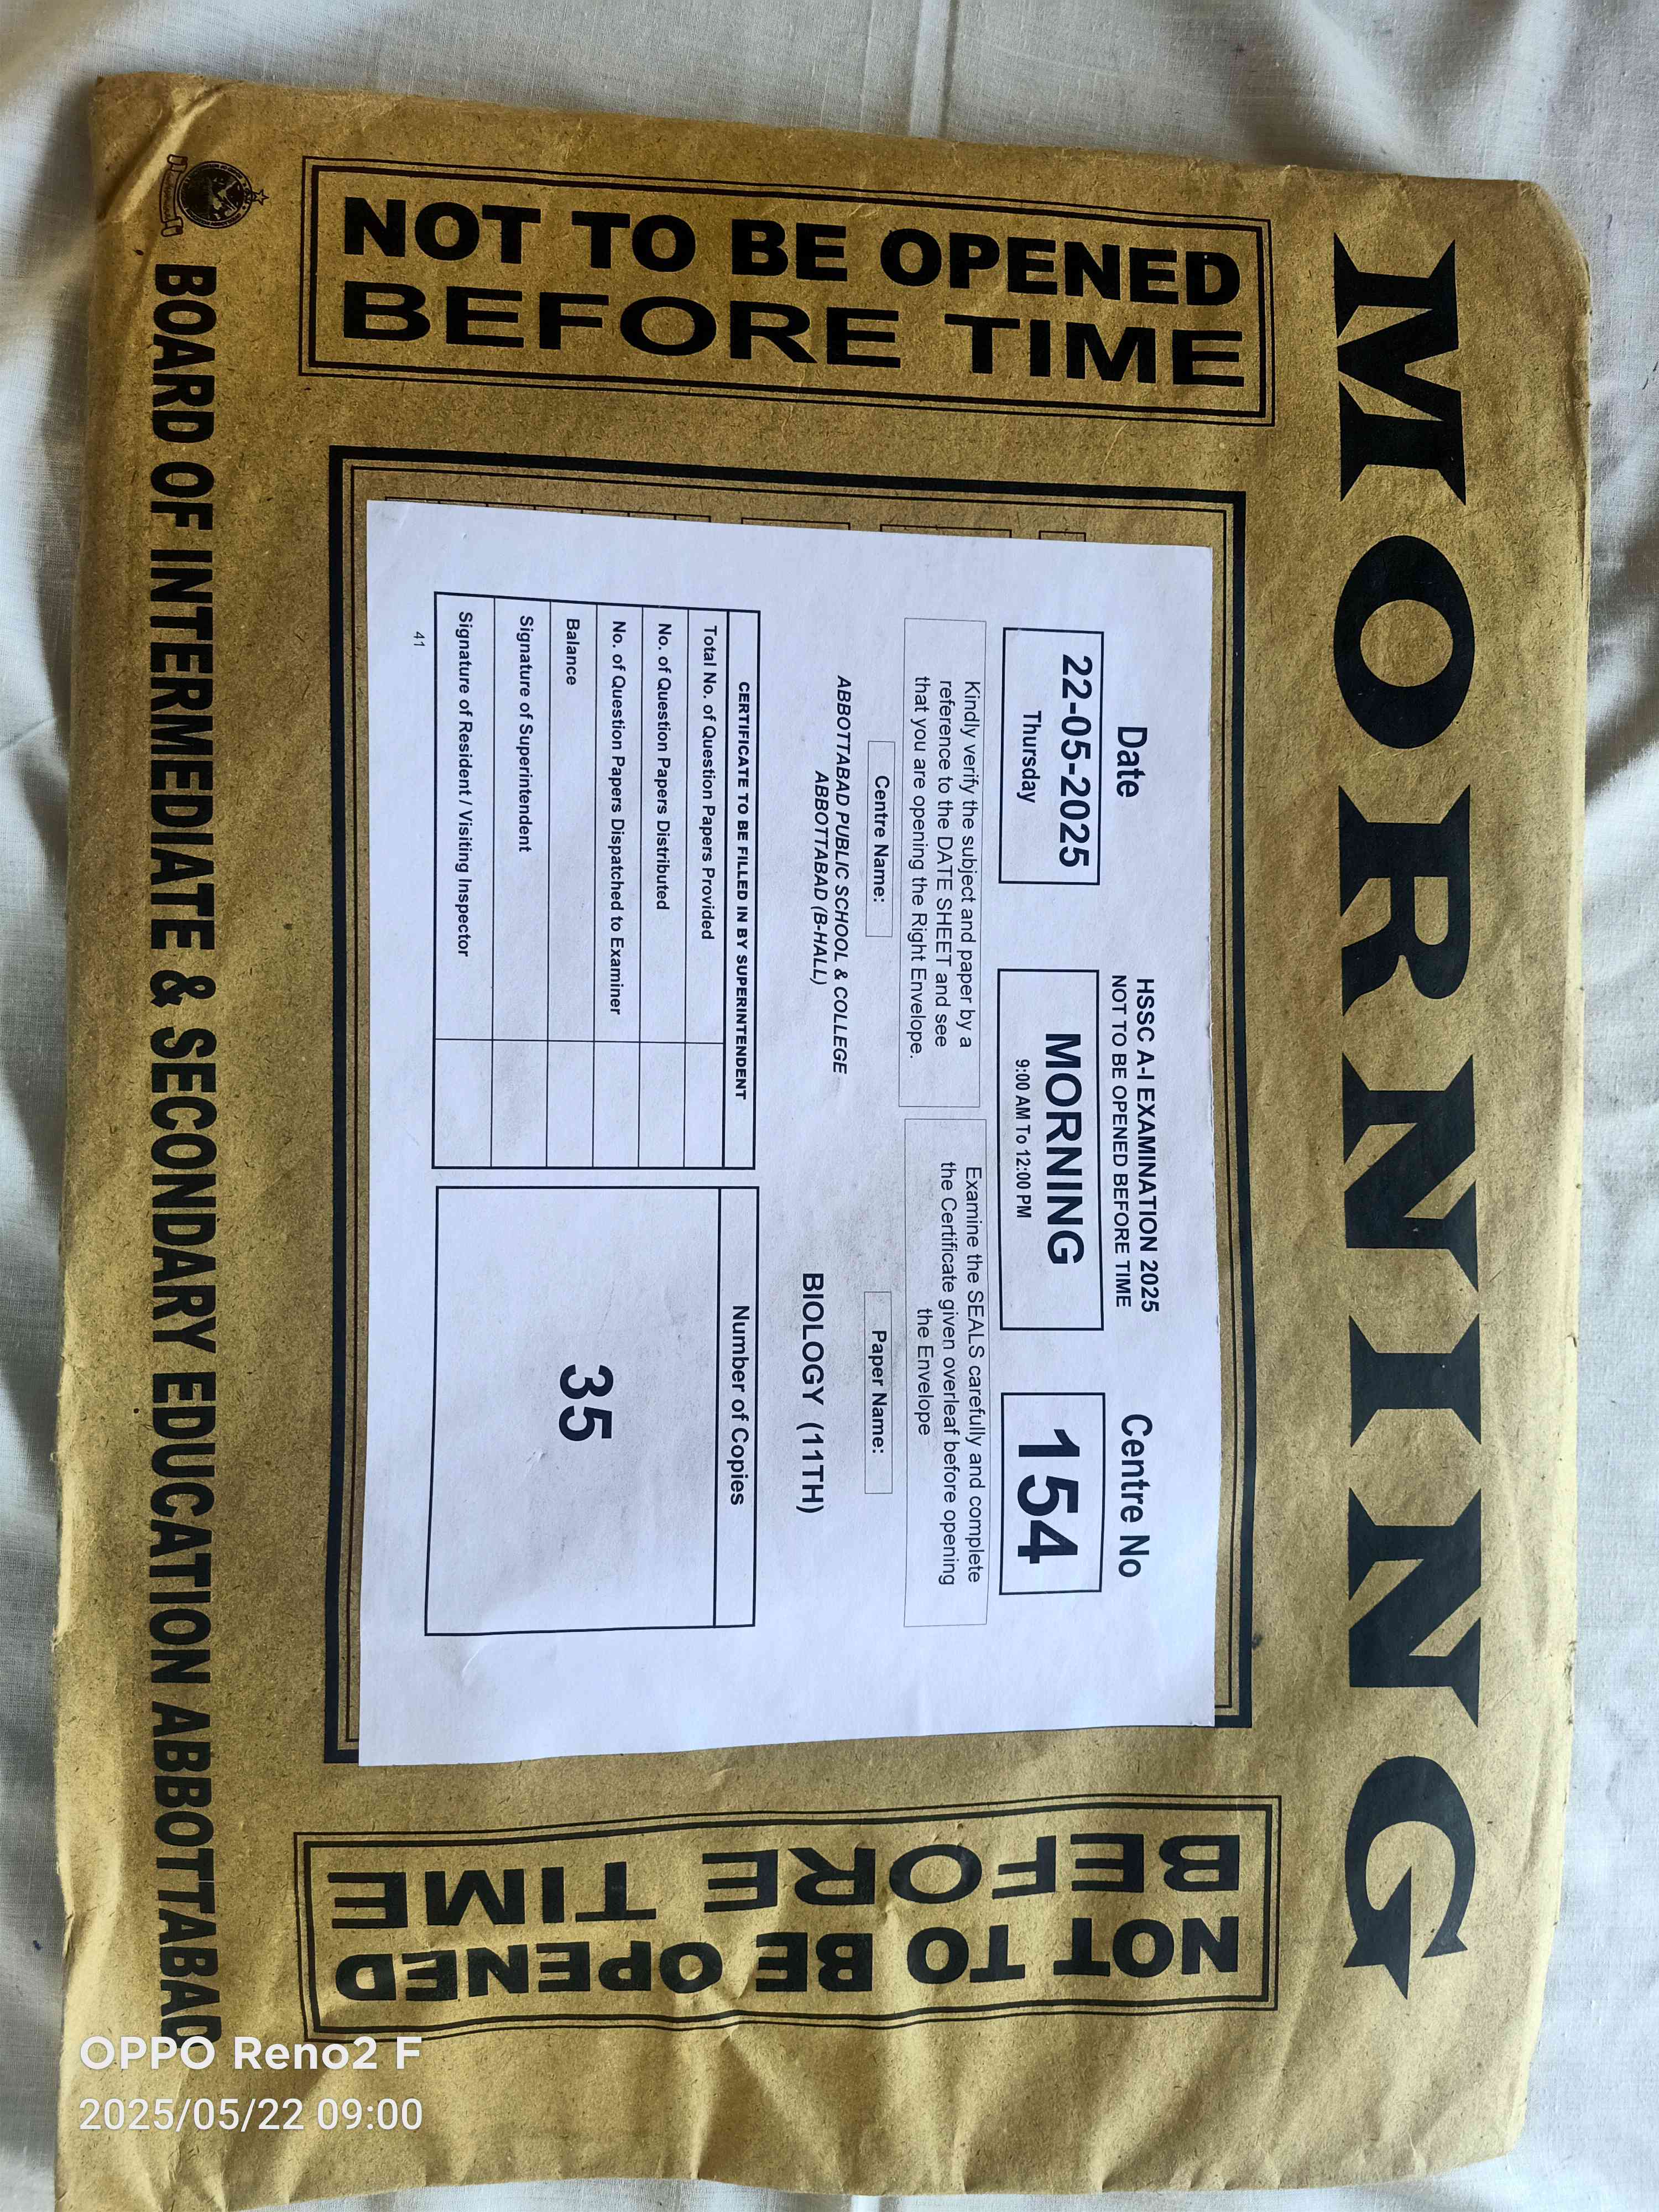 MORNING
NOT TO BE OPENED
BEFORE TIME
Date
HSSC A-I EXAMINATION 2025
NOT TO BE OPENED BEFORE TIME
Centre No
22-05-2025
Thursday
MORNING
9:00 AM To 12:00 PM
154
Kindly verify the subject and paper by a
reference to the DATE SHEET and see
that you are opening the Right Envelope.
Examine the SEALS carefully and complete
the Certificate given overleaf before opening
the Envelope
Centre Name:
ABBOTTABAD PUBLIC SCHOOL & COLLEGE
ABBOTTABAD (B-HALL)
Paper Name:
BIOLOGY (11TH)
CERTIFICATE TO BE FILLED IN BY SUPERINTENDENT
Total No. of Question Papers Provided
No. of Question Papers Distributed
No. of Question Papers Dispatched to Examiner
Balance
Signature of Superintendent
Signature of Resident / Visiting Inspector
Number of Copies
35
41
NOT TO BE OPENED
BEFORE TIME
BOARD OF INTERMEDIATE & SECONDARY EDUCATION ABBOTTABAD
OPPO Reno2 F
2025/05/22 09:00